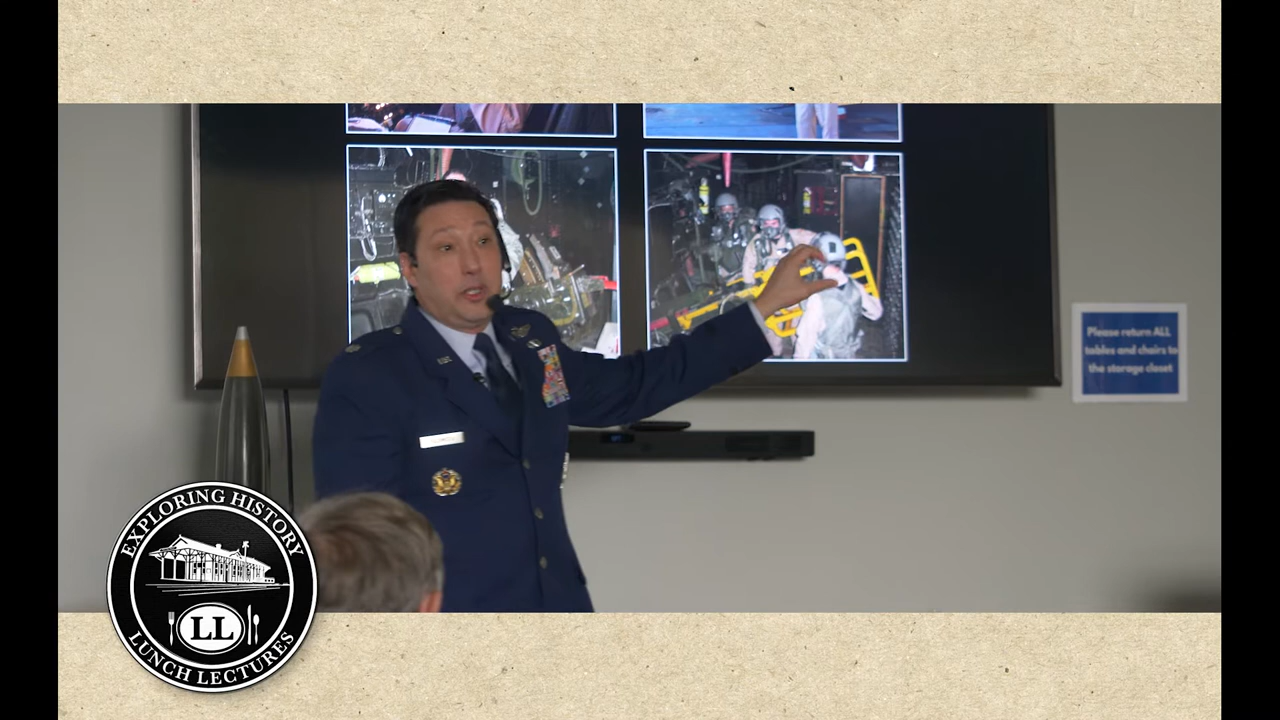 Please return ALL
tables and chairs to
the storage closet
EXPLORING HISTORY
LL
LUNCH LECTURES